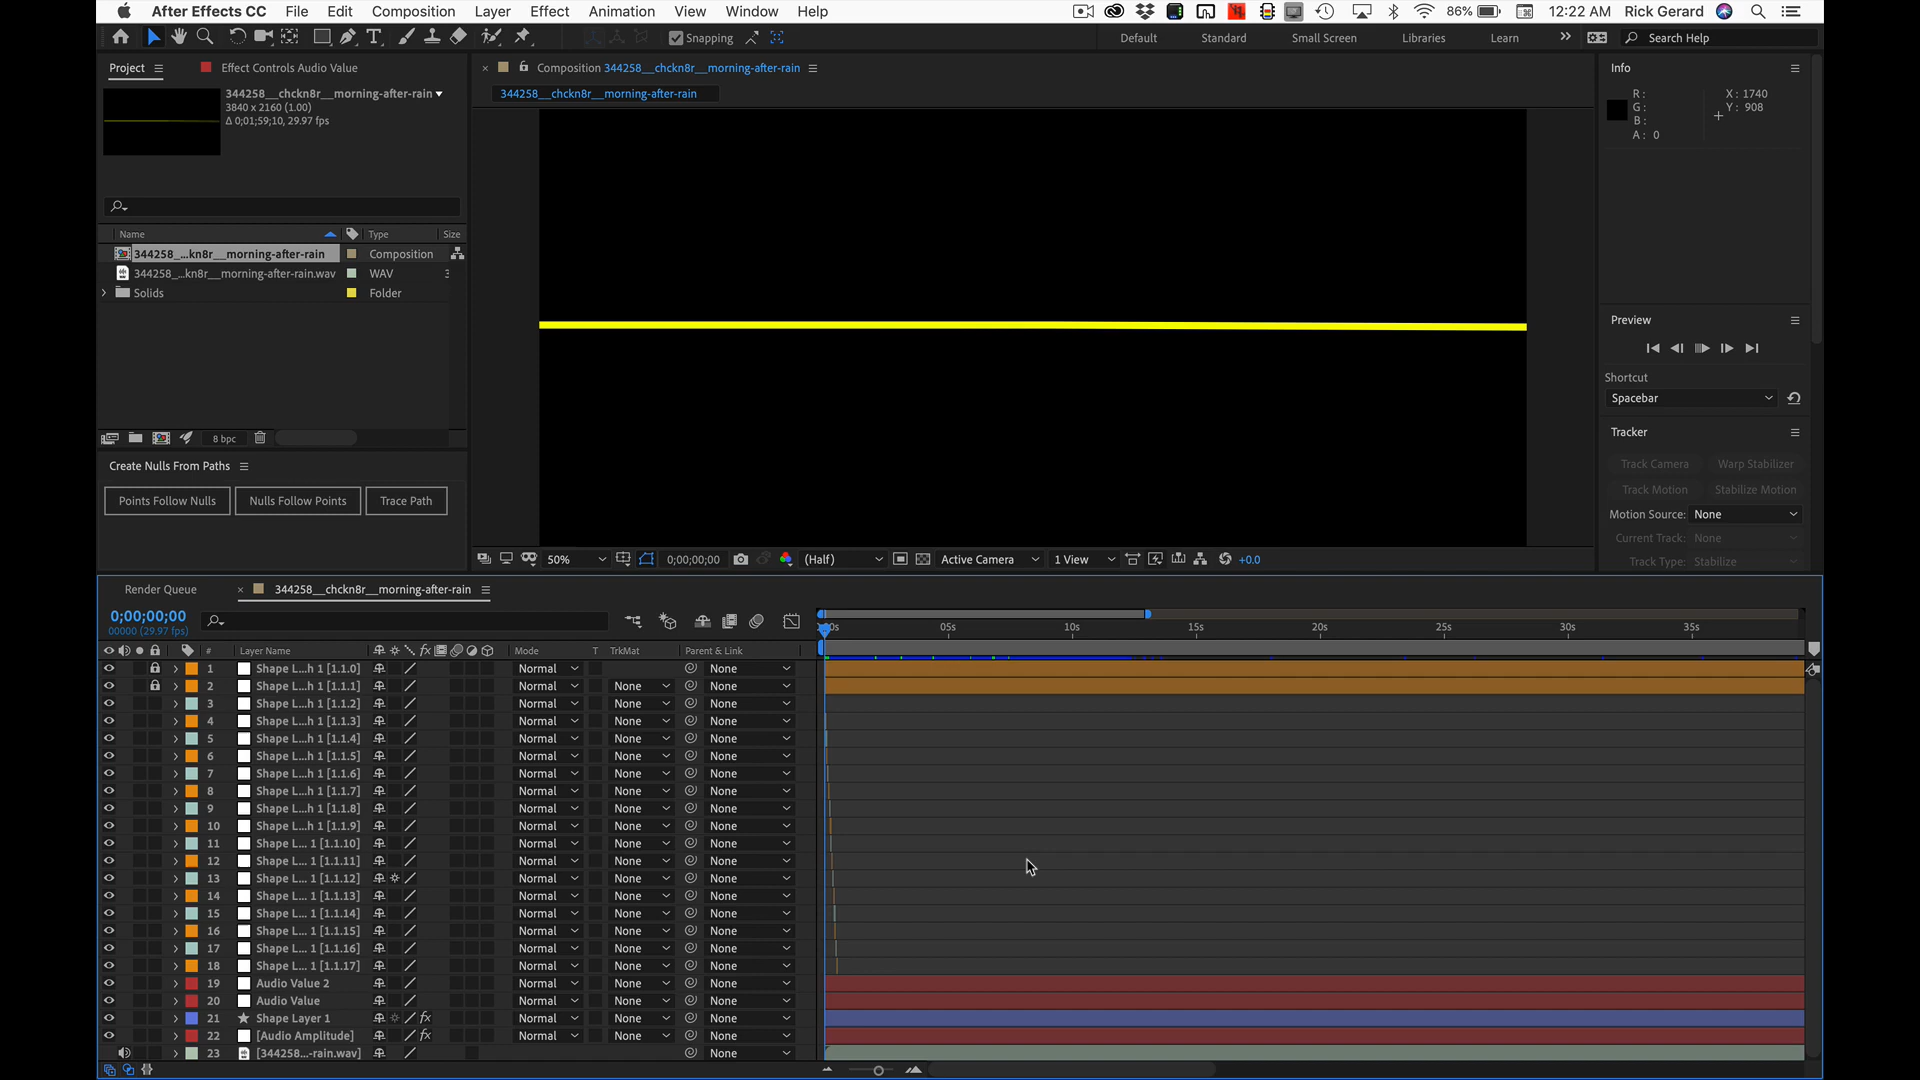 After Effects CC File Edit Composition Layer Effect Animation View Window Help 86% 12:22 AM Rick Gerard
Snapping Default Standard Small Screen Libraries Learn Search Help
Project Effect Controls Audio Value Composition 344258__chckn8r__morning-after-rain Info
344258__chckn8r__morning-after-rain
344258__chckn8r__morning-after-rain
3840 x 2160 (1.00)
Δ 0;01;59;10, 29.97 fps
R: X: 1740
G: Y: 908
B:
A: 0
Name Type Size
344258_...kn8r__morning-after-rain Composition
344258_...kn8r__morning-after-rain.wav WAV
Solids Folder
Preview
Shortcut
Spacebar
8 bpc
Tracker
Create Nulls From Paths
Points Follow Nulls Nulls Follow Points Trace Path
Track Camera Warp Stabilizer
Track Motion Stabilize Motion
Motion Source: None
Current Track: None
Track Type: Stabilize
50% 0;00;00;00 (Half) Active Camera 1 View +0.0
Render Queue 344258__chckn8r__morning-after-rain
0;00;00;00
00000 (29.97 fps)
05s 10s 15s 20s 25s 30s 35s
# Layer Name Mode T TrkMat Parent & Link
1 Shape L...h 1 [1.1.0] Normal None
2 Shape L...h 1 [1.1.1] Normal None None
3 Shape L...h 1 [1.1.2] Normal None None
4 Shape L...h 1 [1.1.3] Normal None None
5 Shape L...h 1 [1.1.4] Normal None None
6 Shape L...h 1 [1.1.5] Normal None None
7 Shape L...h 1 [1.1.6] Normal None None
8 Shape L...h 1 [1.1.7] Normal None None
9 Shape L...h 1 [1.1.8] Normal None None
10 Shape L...h 1 [1.1.9] Normal None None
11 Shape L... 1 [1.1.10] Normal None None
12 Shape L... 1 [1.1.11] Normal None None
13 Shape L... 1 [1.1.12] Normal None None
14 Shape L... 1 [1.1.13] Normal None None
15 Shape L... 1 [1.1.14] Normal None None
16 Shape L... 1 [1.1.15] Normal None None
17 Shape L... 1 [1.1.16] Normal None None
18 Shape L... 1 [1.1.17] Normal None None
19 Audio Value 2 Normal None None
20 Audio Value Normal None None
21 Shape Layer 1 fx Normal None None
22 [Audio Amplitude] fx Normal None None
23 [344258...-rain.wav] None